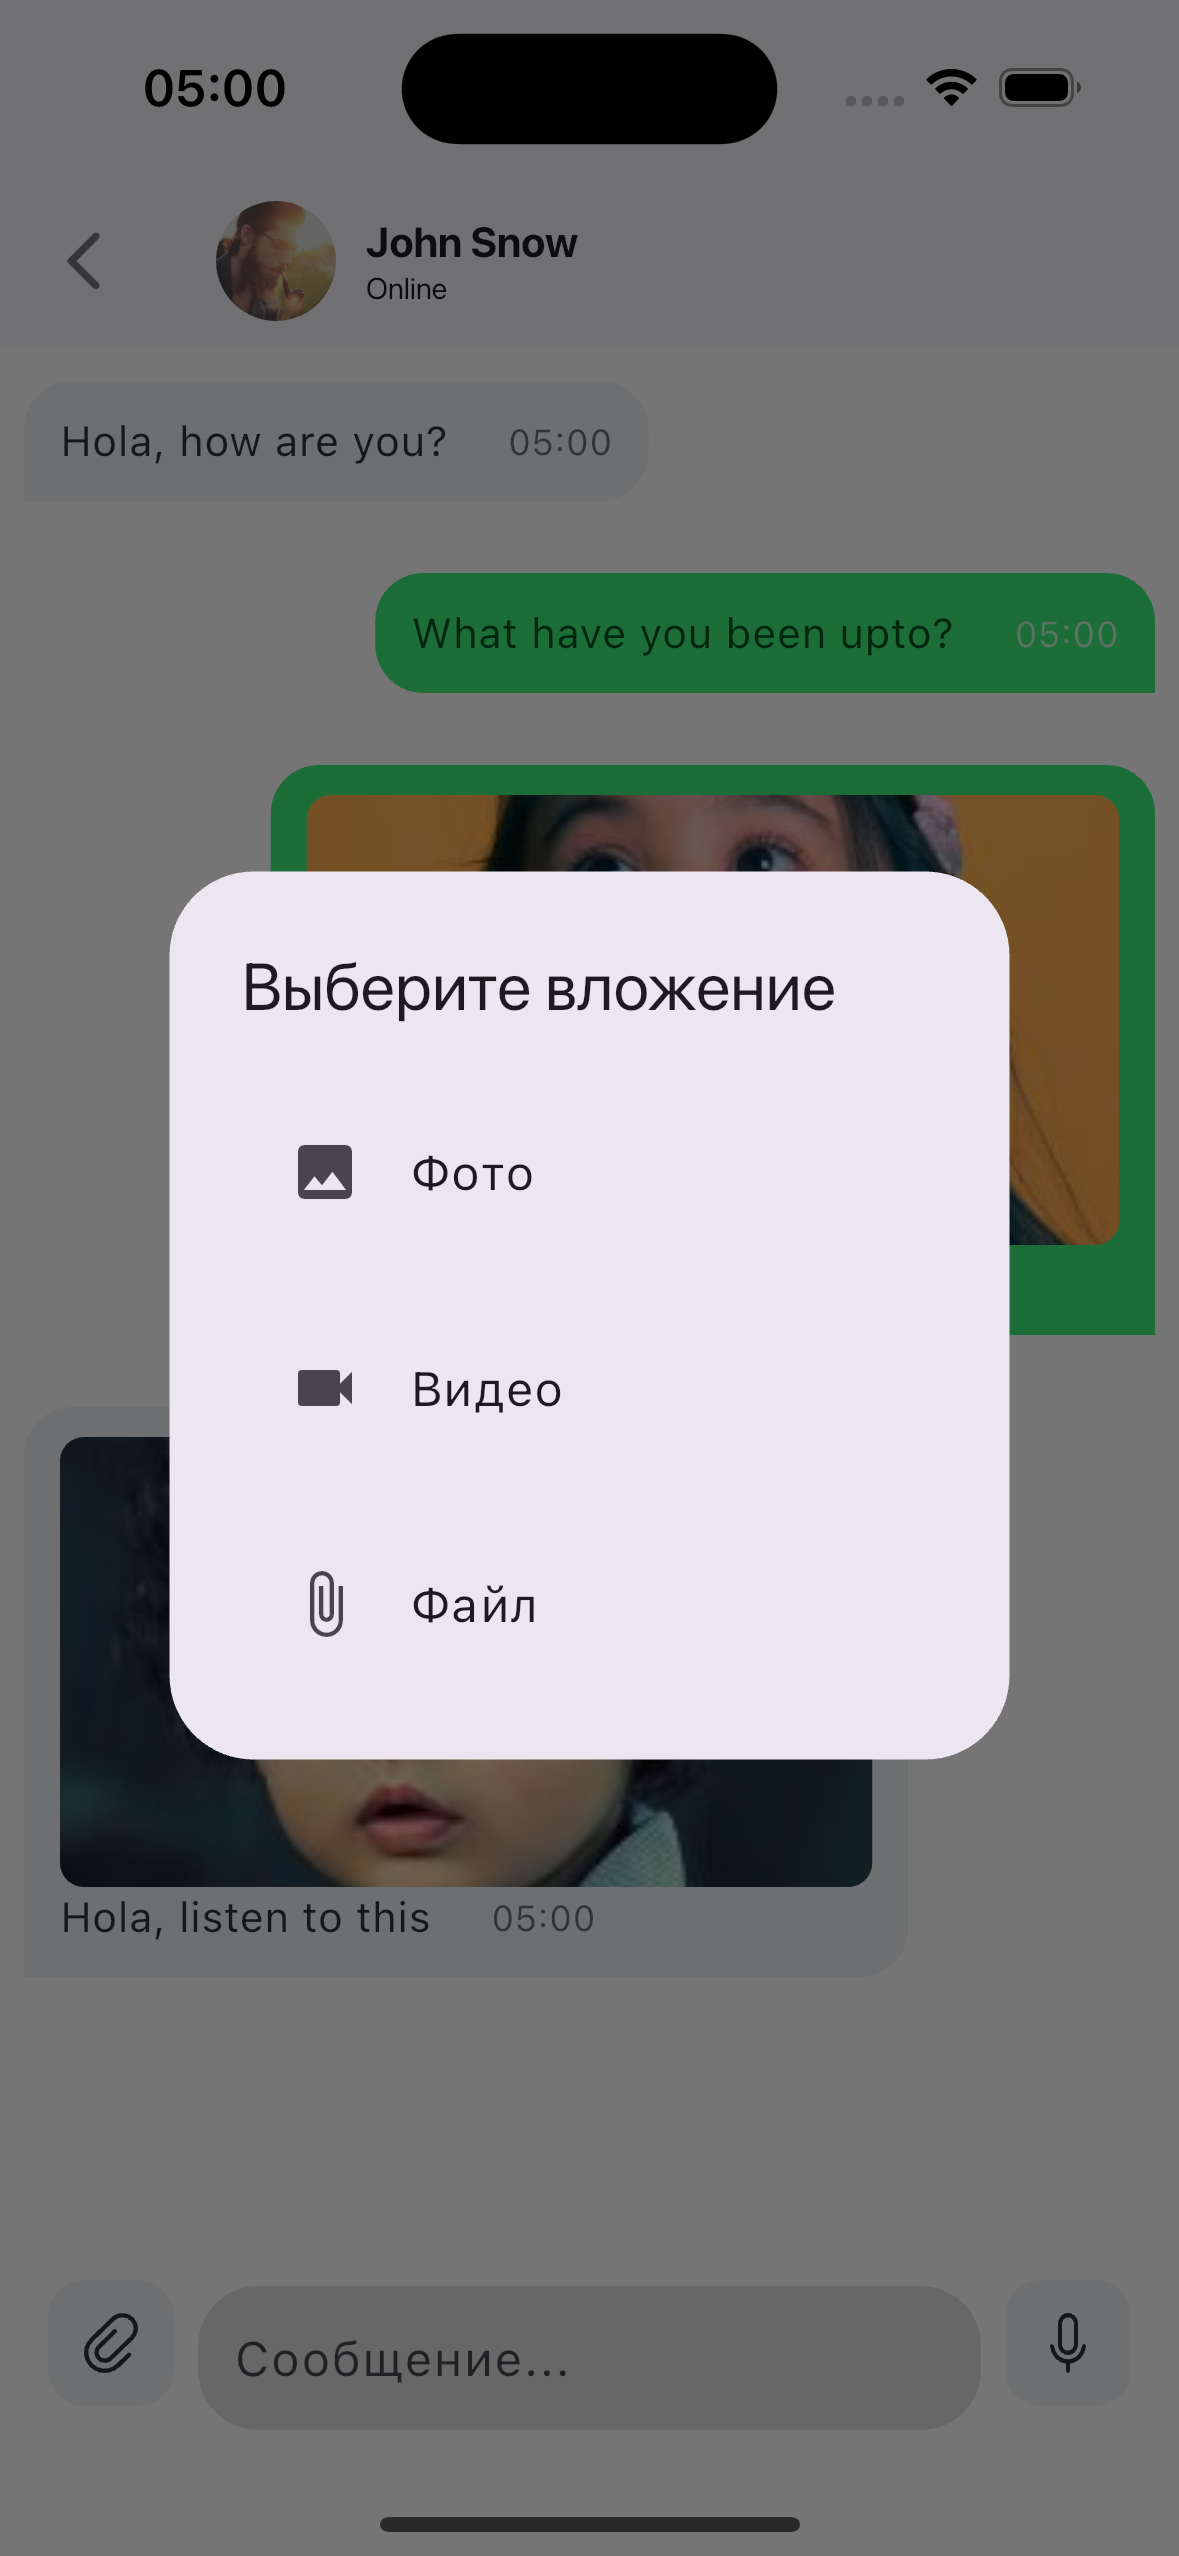 05:00
John Snow
Online
Hola, how are you? 05:00
What have you been upto? 05:00
Выберите вложение
Фото
Видео
Файл
Hola, listen to this 05:00
Сообщение...